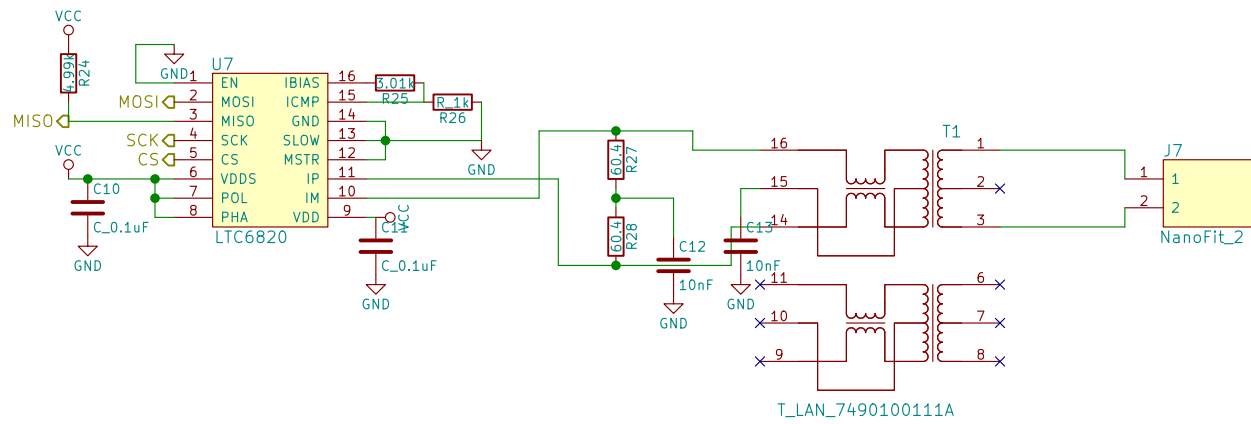 VCC
4.99k
R24
MISO
GND
U7
LTC6820
MOSI
SCK
CS
1 EN
2 MOSI
3 MISO
4 SCK
5 CS
6 VDDS
7 POL
8 PHA
IBIAS 16
ICMP 15
GND 14
SLOW 13
MSTR 12
IP 11
IM 10
VDD 9
VCC
C10
C_0.1uF
GND
3.01k
R25
R_1k
R26
GND
VCC
C11
C_0.1uF
GND
60.4
R27
60.4
R28
C12
10nF
GND
C13
10nF
GND
T1
16
15
14
1
2
3
11
10
9
6
7
8
T_LAN_7490100111A
J7
1 1
2 2
NanoFit_2